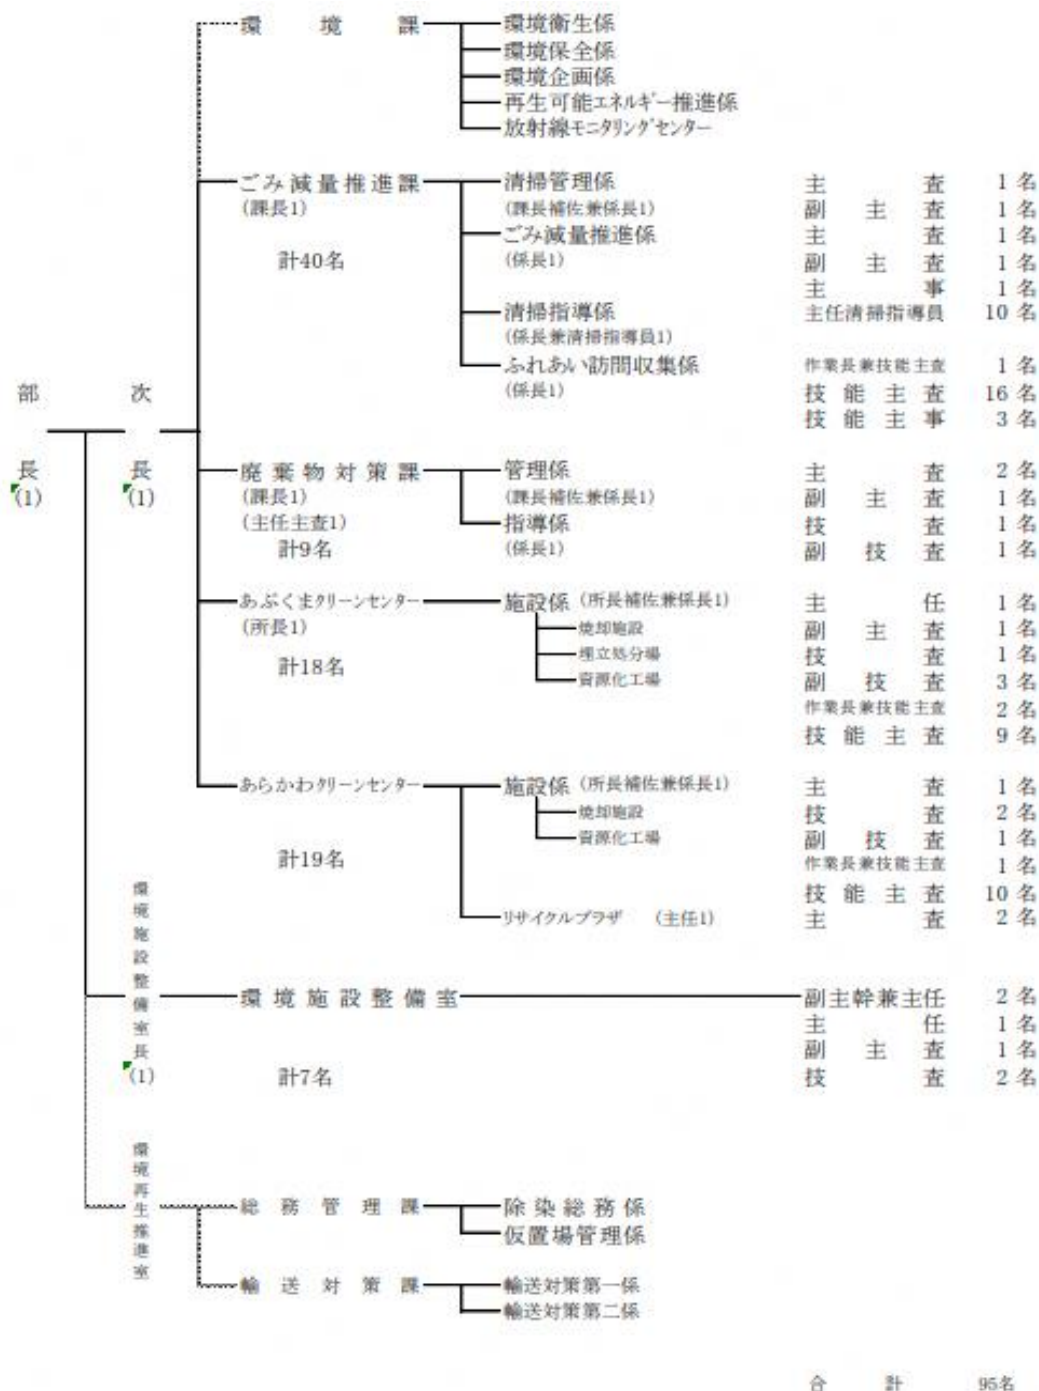 環境課
環境衛生係
環境保全係
環境企画係
再生可能エネルギー推進係
放射線モニタリングセンター
ごみ減量推進課 清掃管理係 主査 1名
(課長1) (課長補佐兼係長1) 副主査 1名
ごみ減量推進係 主査 1名
計40名 (係長1) 副主査 1名
主事 1名
清掃指導係 主任清掃指導員 10名
(係長兼清掃指導員1)
ふれあい訪問収集係 作業長兼技能主査 1名
(係長1) 技能主査 16名
技能主事 3名
部長
(1)
次長
(1)
廃棄物対策課 管理係 主査 2名
(課長1) (課長補佐兼係長1) 副主査 1名
(主任主査1) 指導係 技査 1名
計9名 (係長1) 副技査 1名
あぶくまクリーンセンター 施設係 (所長補佐兼係長1) 主任 1名
(所長1) 焼却施設 副主査 1名
埋立処分場 技査 1名
計18名 資源化工場 副技査 3名
作業長兼技能主査 2名
技能主査 9名
あらかわクリーンセンター 施設係 (所長補佐兼係長1) 主査 1名
焼却施設 技査 2名
資源化工場 副技査 1名
計19名 作業長兼技能主査 1名
技能主査 10名
リサイクルプラザ (主任1) 主査 2名
環境施設整備室長
(1)
環境施設整備室 副主幹兼主任 2名
主任 1名
副主査 1名
計7名 技査 2名
環境再生推進室
総務管理課 除染総務係
仮置場管理係
輸送対策課 輸送対策第一係
輸送対策第二係
合計 95名